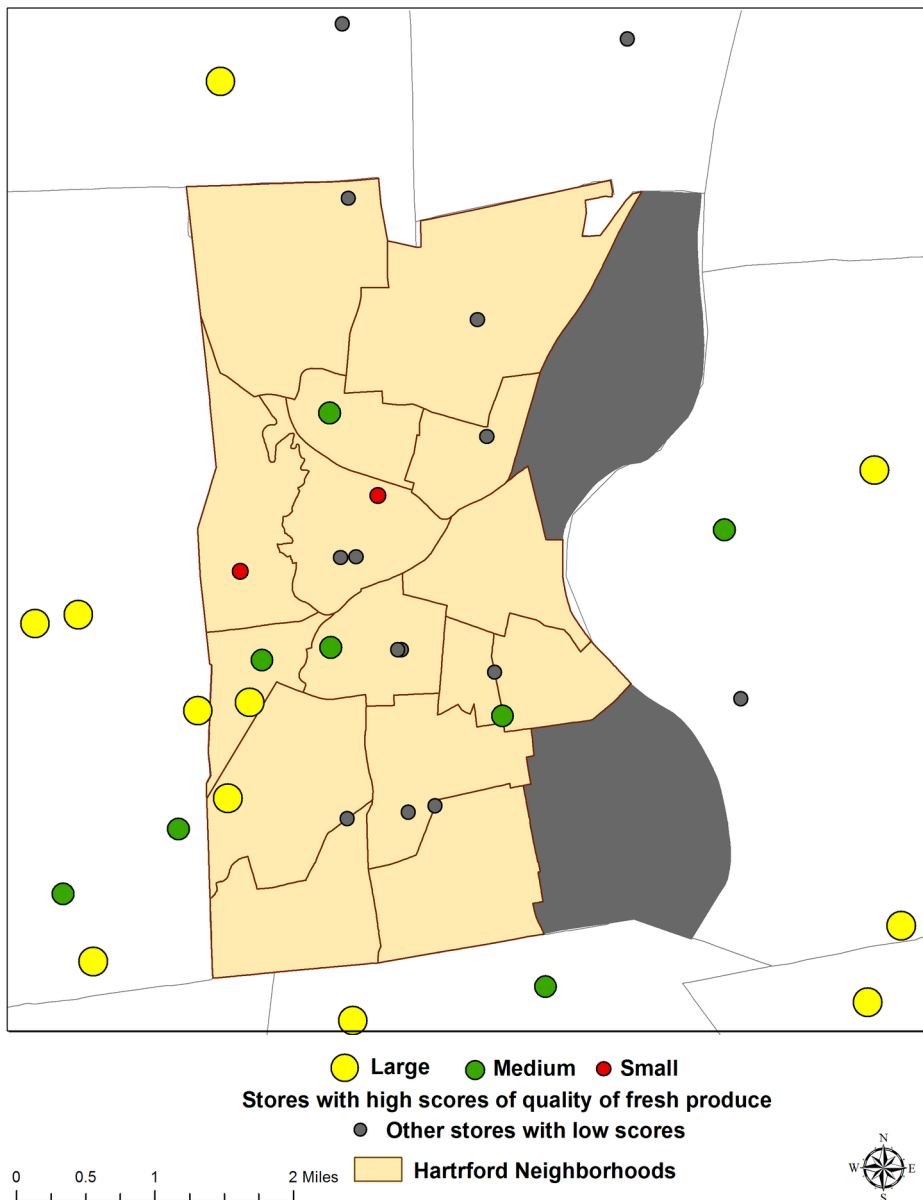 Large Medium Small
Stores with high scores of quality of fresh produce
Other stores with low scores
Hartrford Neighborhoods
0 0.5 1 2 Miles
N
W E
S